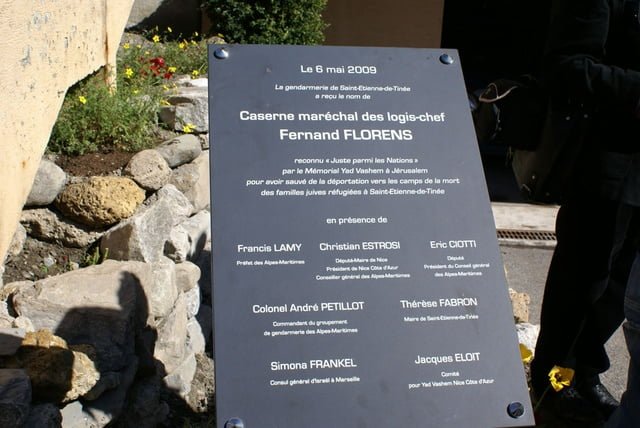 Le 6 mai 2009
La gendarmerie de Saint-Etienne-de-Tinée
a reçu le nom de
Caserne maréchal des logis-chef
Fernand FLORENS
reconnu « Juste parmi les Nations »
par le Mémorial Yad Vashem à Jérusalem
pour avoir sauvé de la déportation vers les camps de la mort
des familles juives réfugiées à Saint-Etienne-de-Tinée
en présence de
Francis LAMY
Préfet des Alpes-Maritimes
Christian ESTROSI
Député-Maire de Nice
Président de Nice Côte d'Azur
Conseiller général des Alpes-Maritimes
Eric CIOTTI
Député
Président du Conseil général
des Alpes-Maritimes
Colonel André PETILLOT
Commandant du groupement
de gendarmerie des Alpes-Maritimes
Thérèse FABRON
Maire de Saint-Etienne-de-Tinée
Simona FRANKEL
Consul général d'Israël à Marseille
Jacques ELOIT
Comité
pour Yad Vashem Nice Côte d'Azur